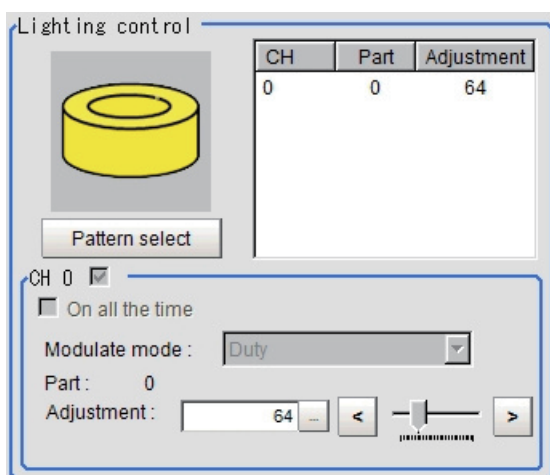 Lighting control
CH Part Adjustment
0 0 64
Pattern select
CH 0
On all the time
Modulate mode : Duty
Part : 0
Adjustment : 64 ... < >